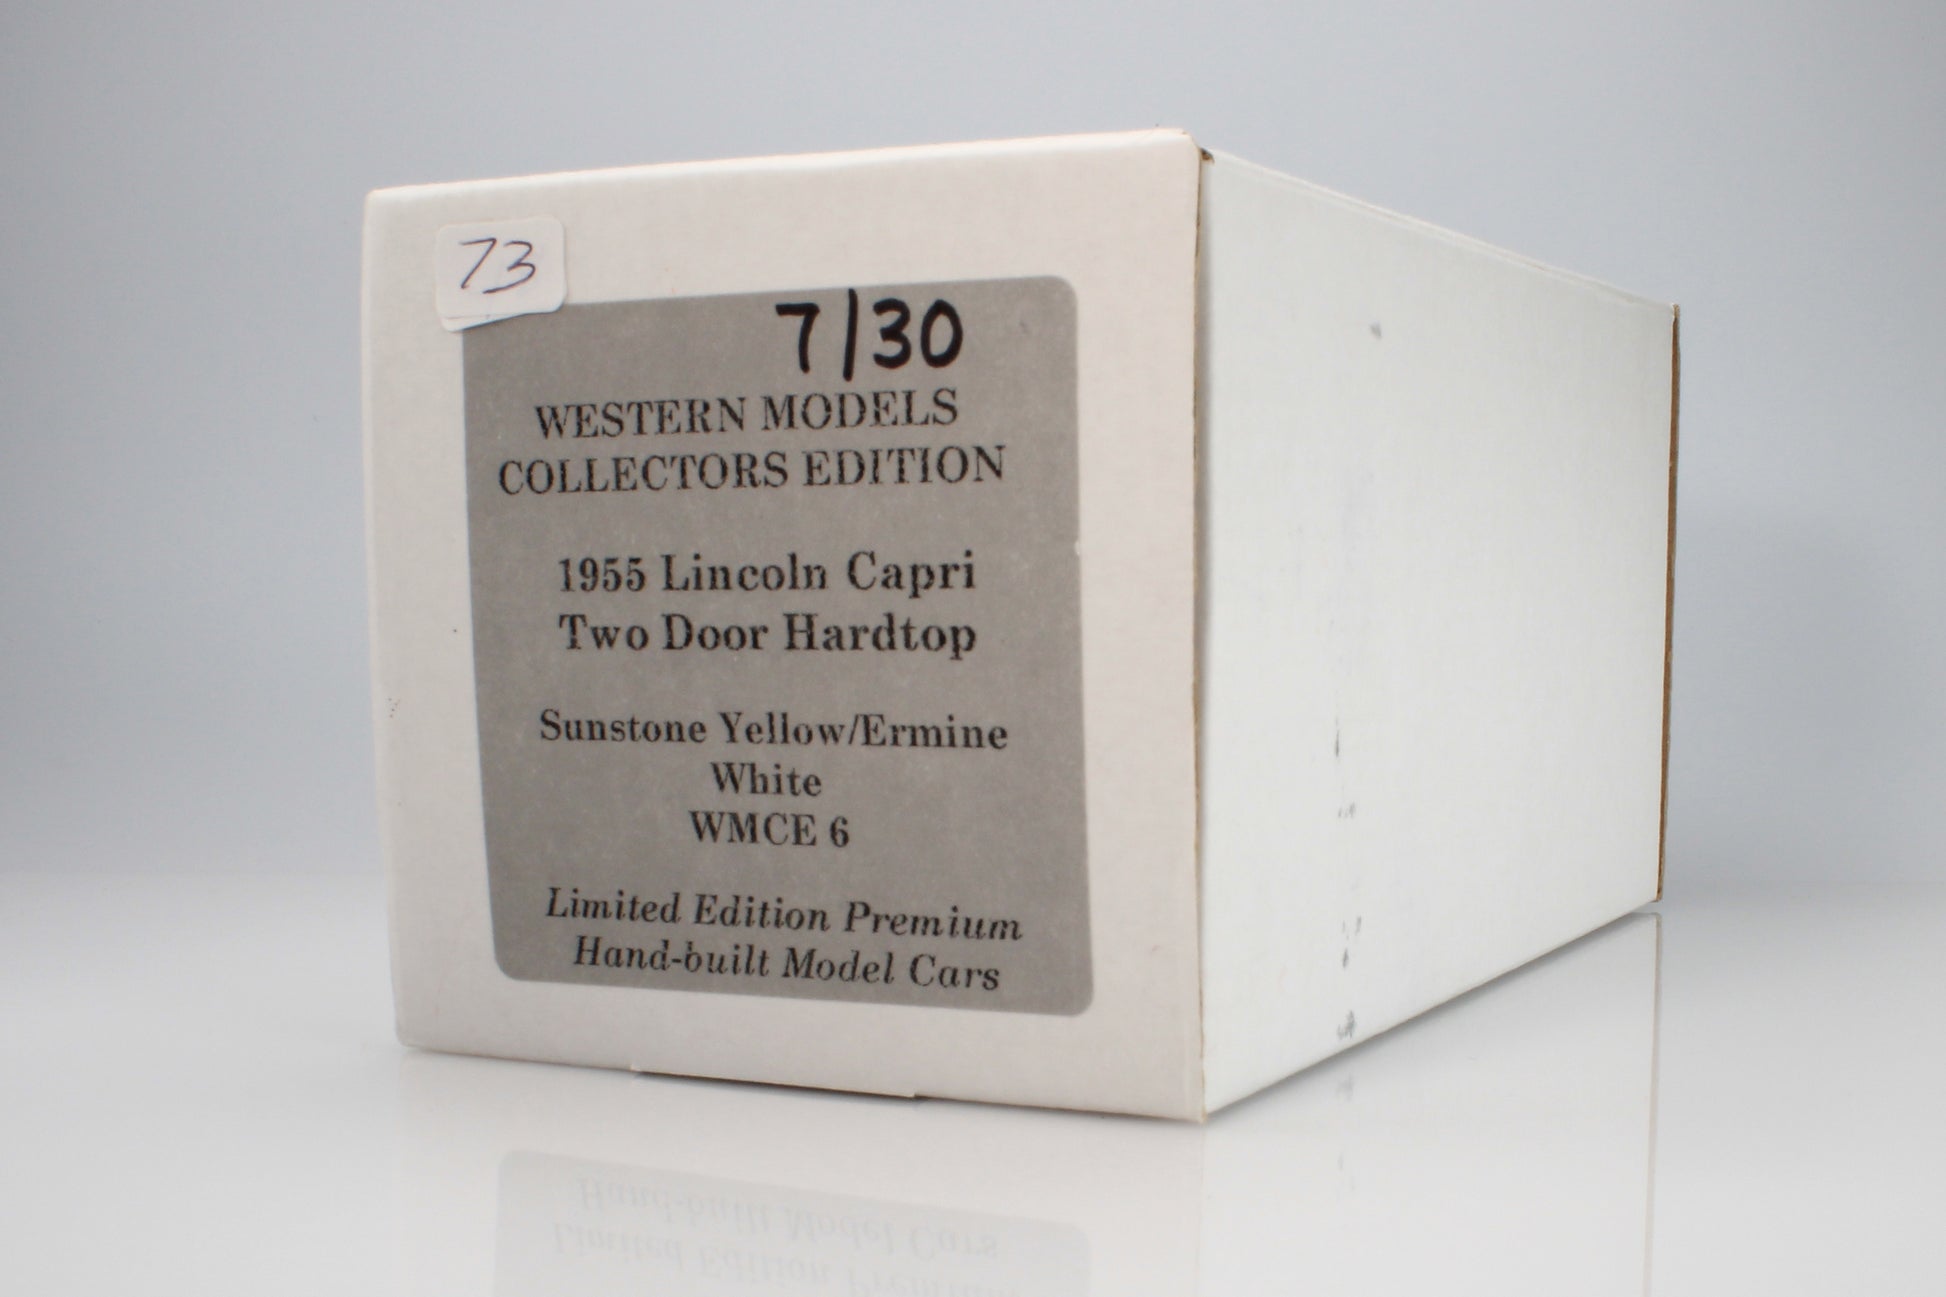 73
7/30
WESTERN MODELS
COLLECTORS EDITION
1955 Lincoln Capri
Two Door Hardtop
Sunstone Yellow/Ermine
White
WMCE 6
Limited Edition Premium
Hand-built Model Cars